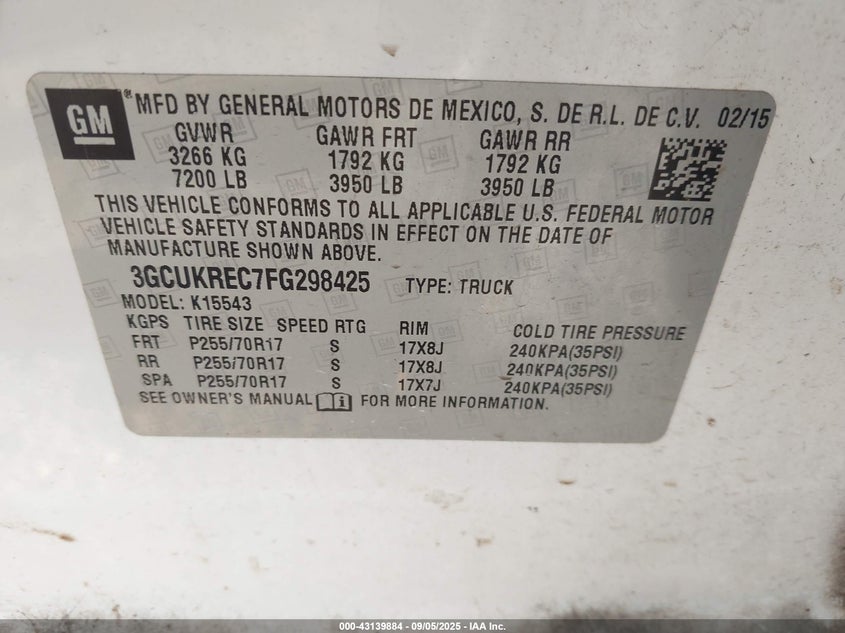 GM ® MFD BY GENERAL MOTORS DE MEXICO, S. DE R.L. DE C.V. 02/15
GVWR GAWR FRT GAWR RR
3266 KG 1792 KG 1792 KG
7200 LB 3950 LB 3950 LB
THIS VEHICLE CONFORMS TO ALL APPLICABLE U.S. FEDERAL MOTOR
VEHICLE SAFETY STANDARDS IN EFFECT ON THE DATE OF
MANUFACTURE SHOWN ABOVE.
3GCUKREC7FG298425 TYPE: TRUCK
MODEL: K15543
KGPS TIRE SIZE SPEED RTG RIM COLD TIRE PRESSURE
FRT P255/70R17 S 17X8J 240KPA(35PSI)
RR P255/70R17 S 17X8J 240KPA(35PSI)
SPA P255/70R17 S 17X7J 240KPA(35PSI)
SEE OWNER'S MANUAL i FOR MORE INFORMATION.
000-43139884 - 09/05/2025 - IAA Inc.